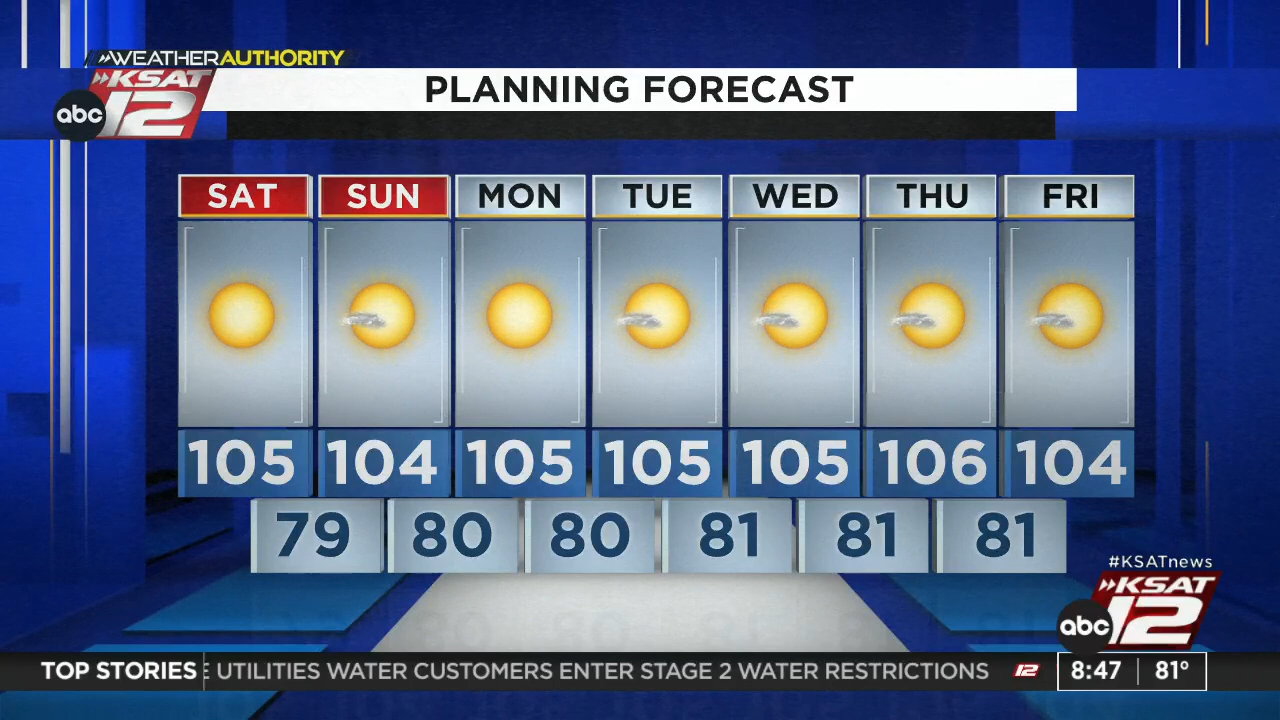 WEATHERAUTHORITY
KSAT
abc 12
PLANNING FORECAST
SAT SUN MON TUE WED THU FRI
105 104 105 105 105 106 104
79 80 80 81 81 81
#KSATnews
KSAT
abc 12
TOP STORIES UTILITIES WATER CUSTOMERS ENTER STAGE 2 WATER RESTRICTIONS 12 8:47 81°